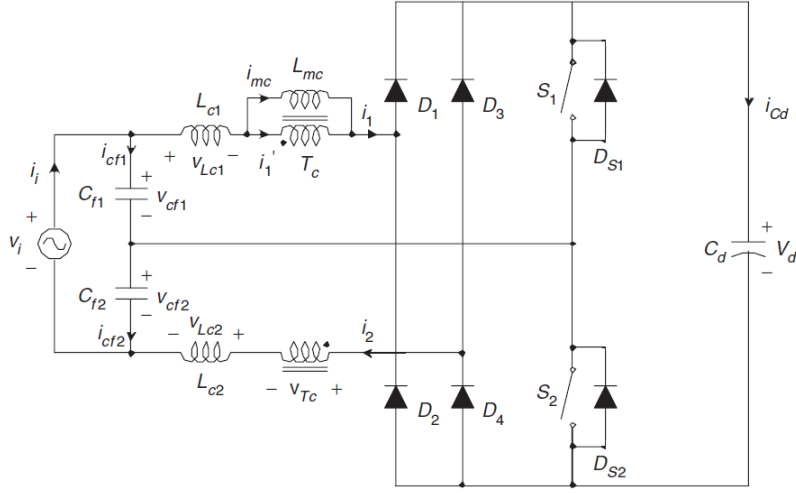 i_mc L_mc
L_c1 i_1 D_1 D_3 S_1 i_Cd
i_i i_cf1 + v_Lc1 − i_1' T_c D_S1
+ C_f1 + v_cf1 −
v_i + C_d V_d
− C_f2 + v_cf2 − −
i_cf2 − v_Lc2 + i_2
L_c2 − v_Tc + D_2 D_4 S_2
D_S2